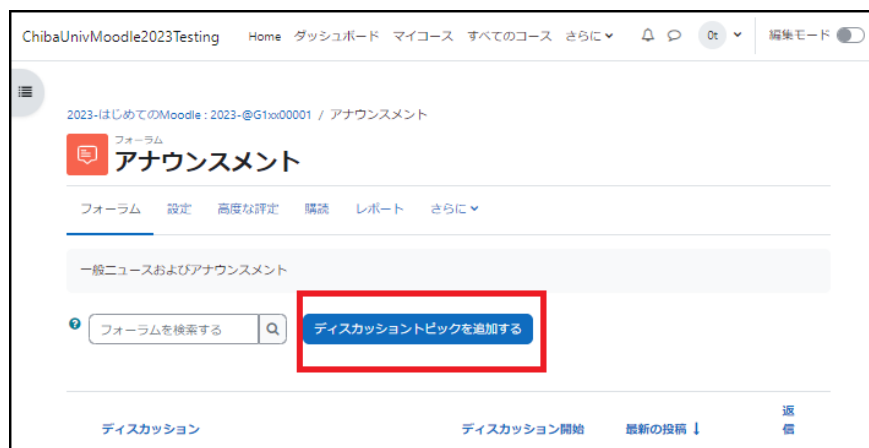 ChibaUnivMoodle2023Testing Home ダッシュボード マイコース すべてのコース さらに 0t 編集モード
2023-はじめてのMoodle : 2023-@G1xx00001 / アナウンスメント
フォーラム
アナウンスメント
フォーラム 設定 高度な評定 購読 レポート さらに
一般ニュースおよびアナウンスメント
フォーラムを検索する ディスカッショントピックを追加する
ディスカッション ディスカッション開始 最新の投稿 ↓ 返信